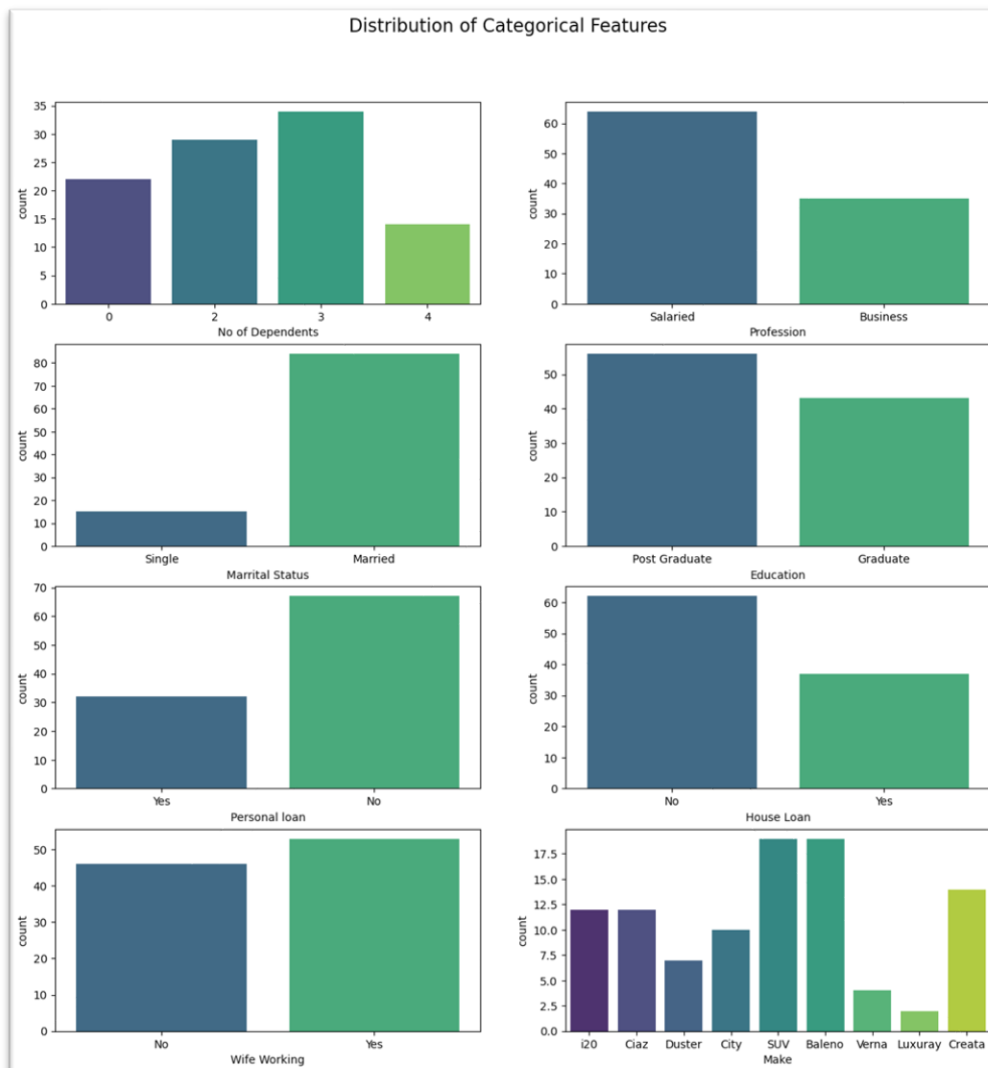 Distribution of Categorical Features
35
30
25
20
15
10
5
0
count
0 2 3 4
No of Dependents
60
50
40
30
20
10
0
count
Salaried Business
Profession
80
70
60
50
40
30
20
10
0
count
Single Married
Marrital Status
50
40
30
20
10
0
count
Post Graduate Graduate
Education
70
60
50
40
30
20
10
0
count
Yes No
Personal loan
60
50
40
30
20
10
0
count
No Yes
House Loan
50
40
30
20
10
0
count
No Yes
Wife Working
17.5
15.0
12.5
10.0
7.5
5.0
2.5
0.0
count
i20 Ciaz Duster City SUV Baleno Verna Luxuray Creata
Make